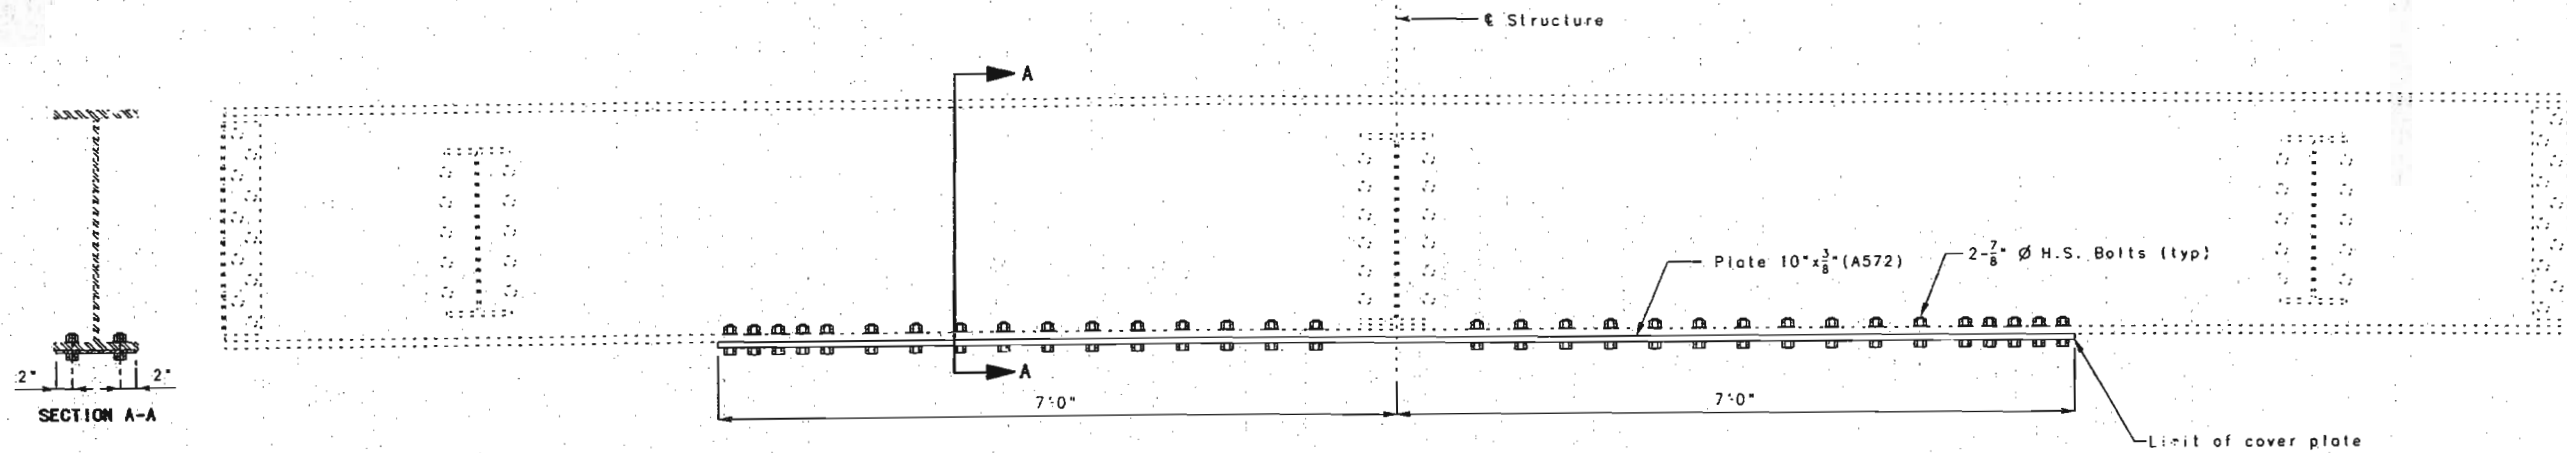 ℄ Structure
A
Plate 10"x3/8"(A572)
2-7/8" Ø H.S. Bolts (typ)
2"
2"
A
SECTION A-A
7'-0"
7'-0"
Limit of cover plate